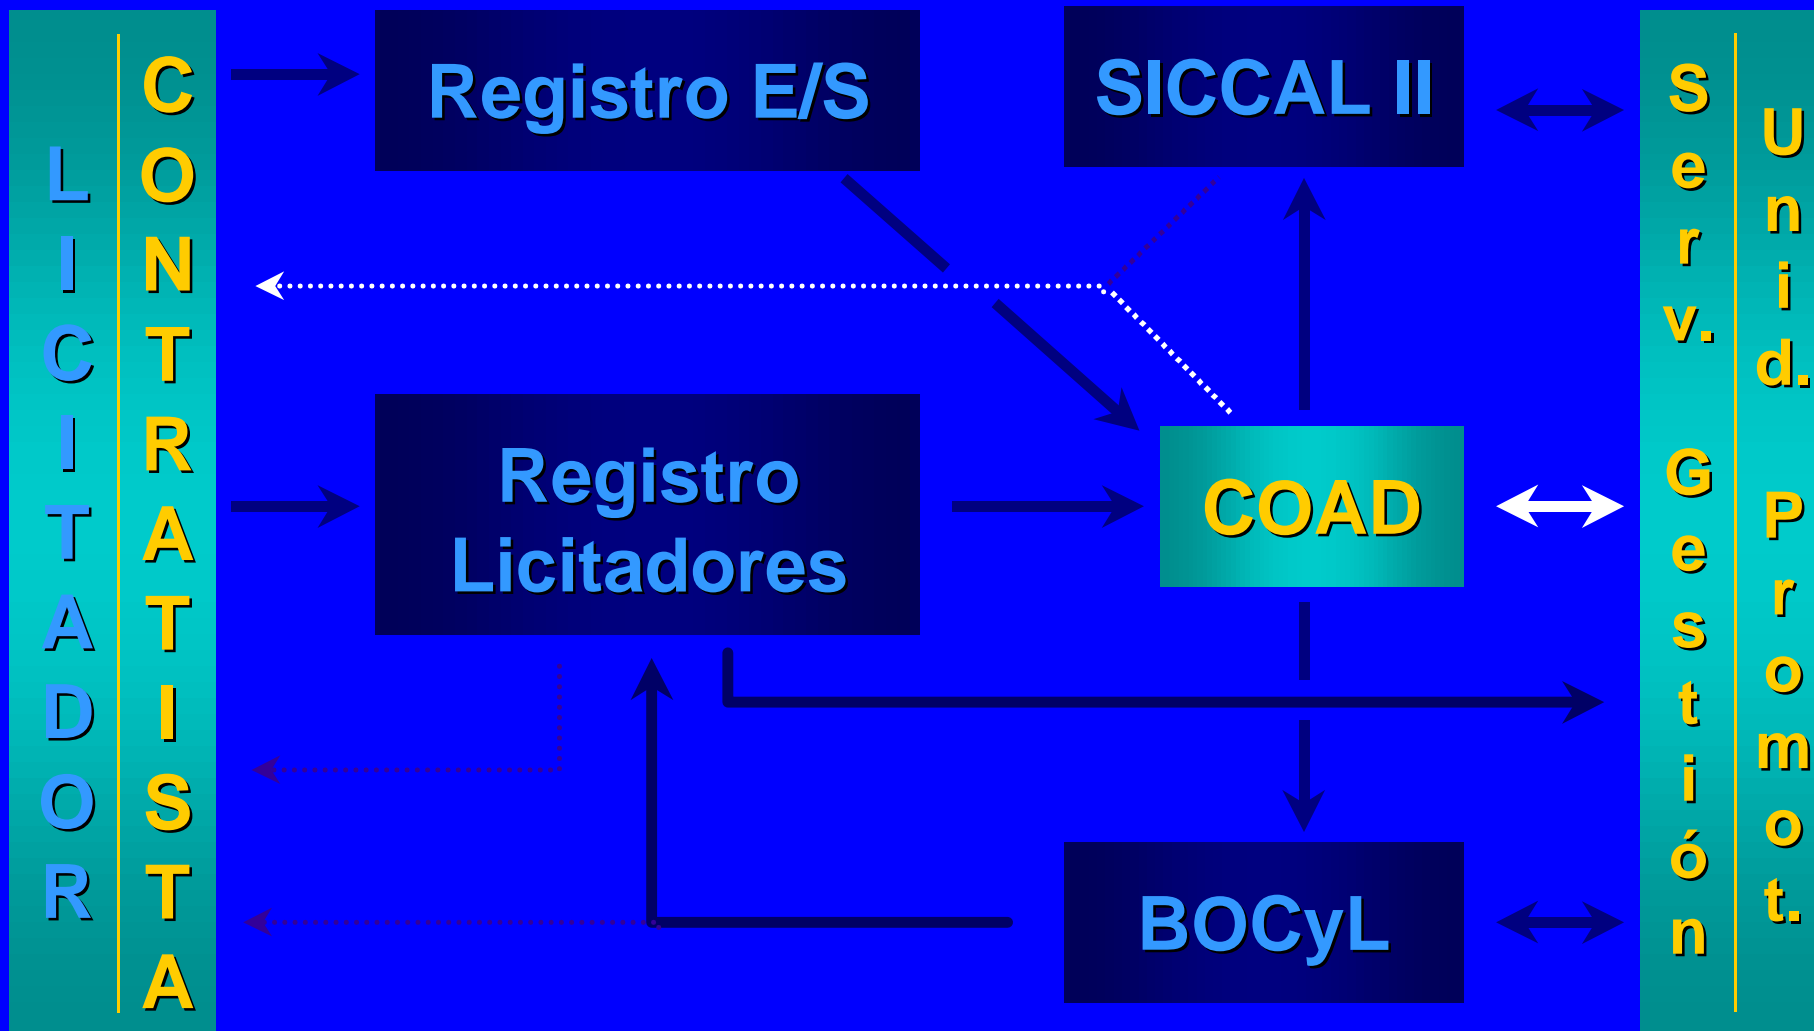 LICITADOR
CONTRATISTA
Registro E/S
SICCAL II
Registro
Licitadores
COAD
BOCyL
Serv. Gestión
Unid. Promot.